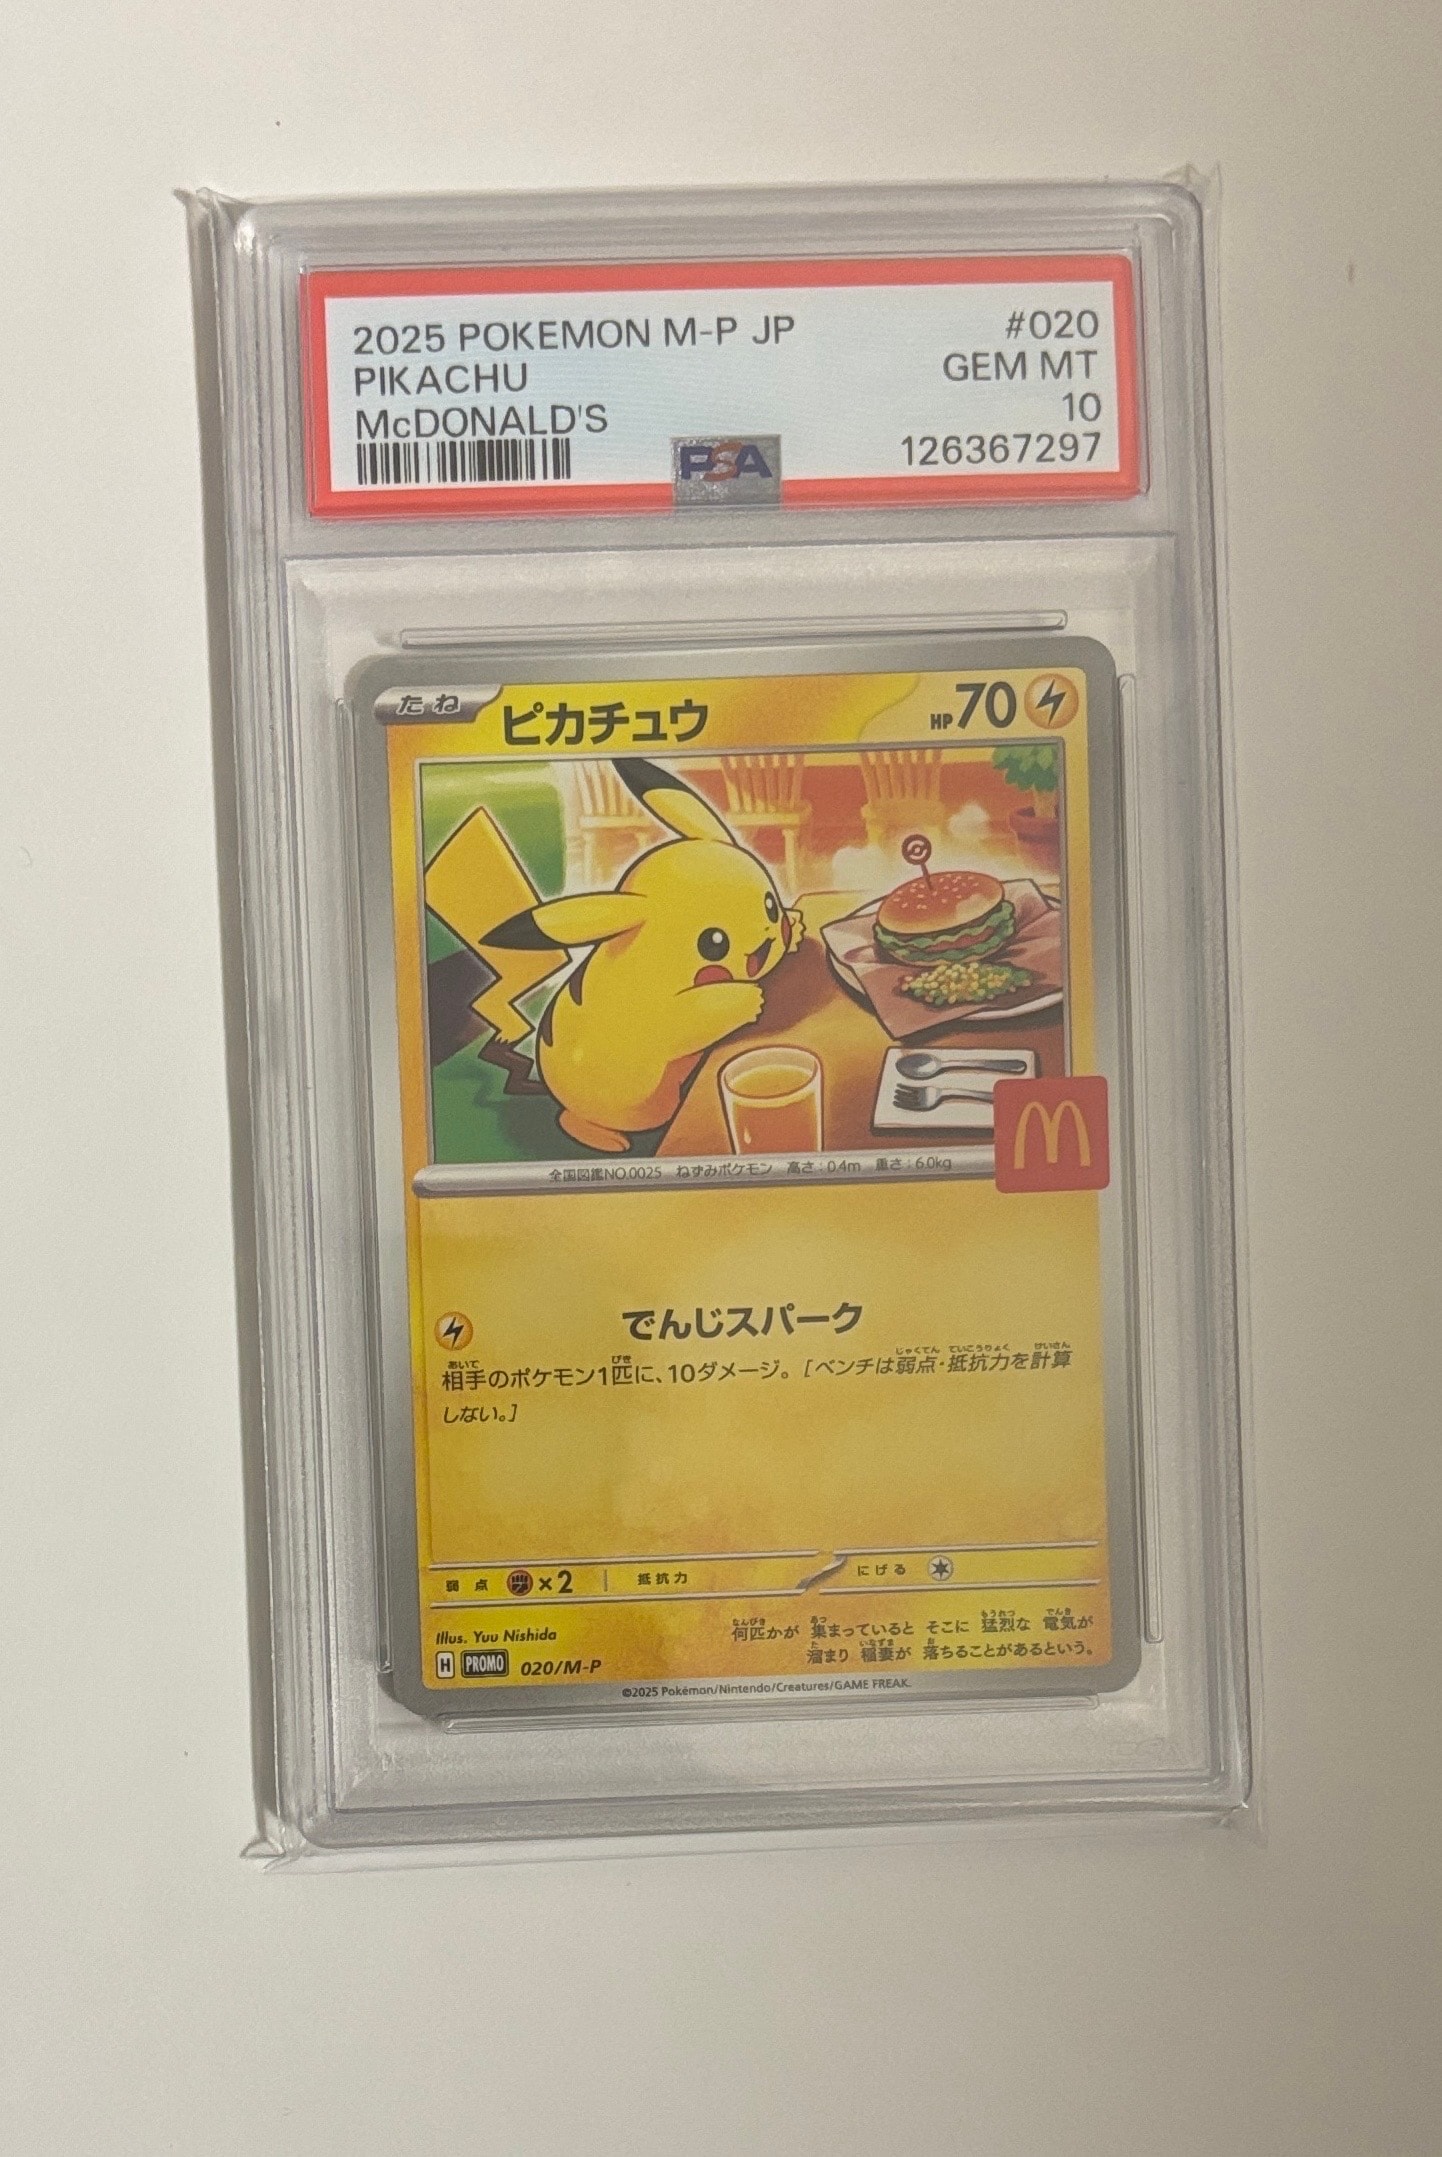 2025 POKEMON M-P JP #020
PIKACHU GEM MT
McDONALD'S 10
126367297
PSA
たね ピカチュウ HP70
全国図鑑NO.0025 ねずみポケモン 高さ:0.4m 重さ:6.0kg
でんじスパーク
相手のポケモン1匹に、10ダメージ。[ベンチは弱点・抵抗力を計算
しない。]
弱点 ×2 抵抗力 にげる
Illus. Yuu Nishida
H PROMO 020/M-P
何匹かが 集まっていると そこに 猛烈な 電気が
溜まり 稲妻が 落ちることがあるという。
©2025 Pokémon/Nintendo/Creatures/GAME FREAK.